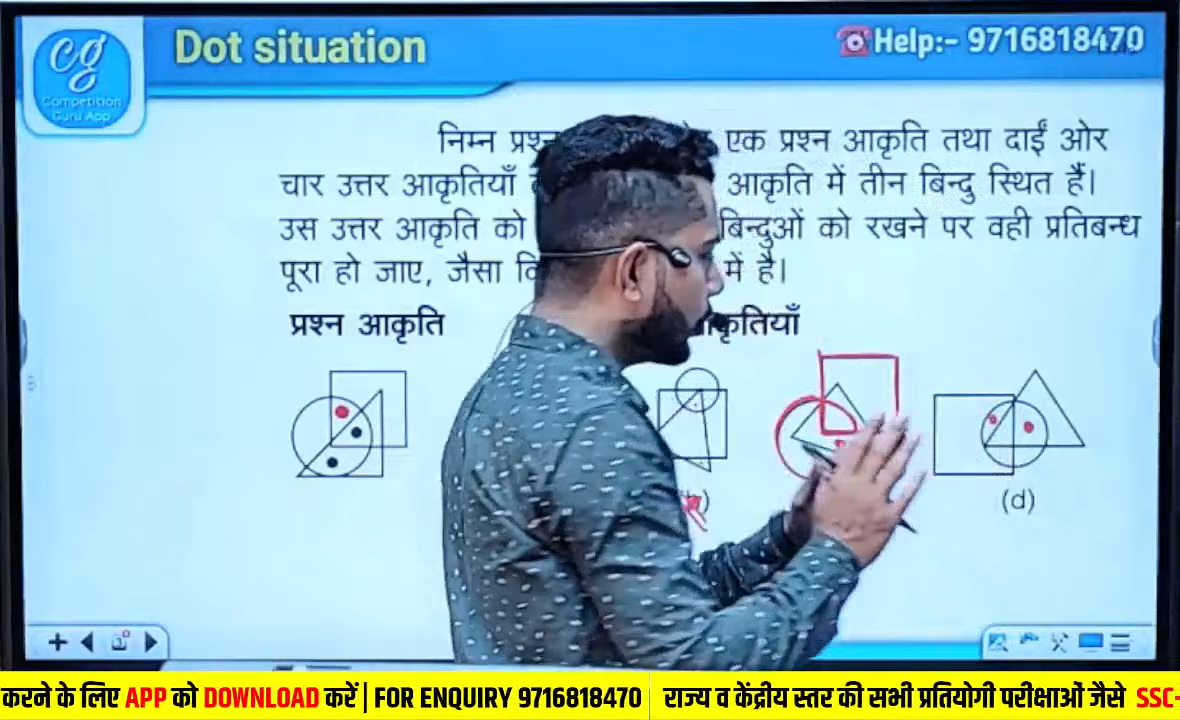 cg
Competition
Guru App
Dot situation
☎Help:- 9716818470
निम्न प्रश्न एक प्रश्न आकृति तथा दाईं ओर
चार उत्तर आकृतियाँ आकृति में तीन बिन्दु स्थित हैं।
उस उत्तर आकृति को बिन्दुओं को रखने पर वही प्रतिबन्ध
पूरा हो जाए, जैसा में है।
प्रश्न आकृति
(d)
करने के लिए APP को DOWNLOAD करें | FOR ENQUIRY 9716818470 राज्य व केंद्रीय स्तर की सभी प्रतियोगी परीक्षाओं जैसे SSC-